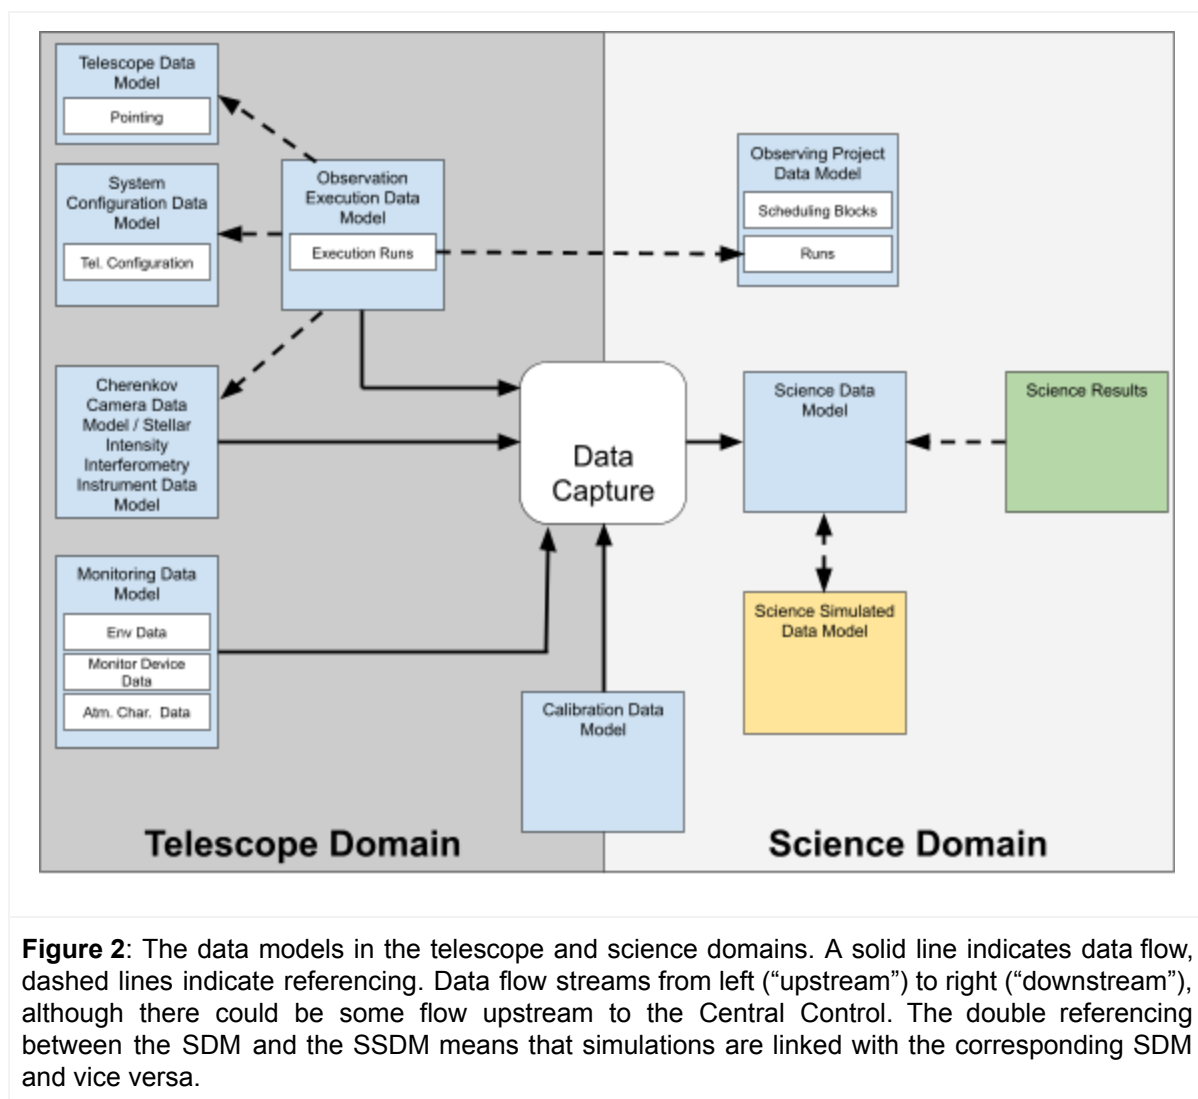 Telescope Data
Model
Pointing
System
Configuration Data
Model
Tel. Configuration
Observation
Execution Data
Model
Execution Runs
Observing Project
Data Model
Scheduling Blocks
Runs
Cherenkov
Camera Data
Model / Stellar
Intensity
Interferometry
Instrument Data
Model
Data
Capture
Science Data
Model
Science Results
Monitoring Data
Model
Env Data
Monitor Device
Data
Atm. Char. Data
Calibration Data
Model
Science Simulated
Data Model
Telescope Domain
Science Domain
Figure 2: The data models in the telescope and science domains. A solid line indicates data flow,
dashed lines indicate referencing. Data flow streams from left (“upstream”) to right (“downstream”),
although there could be some flow upstream to the Central Control. The double referencing
between the SDM and the SSDM means that simulations are linked with the corresponding SDM
and vice versa.